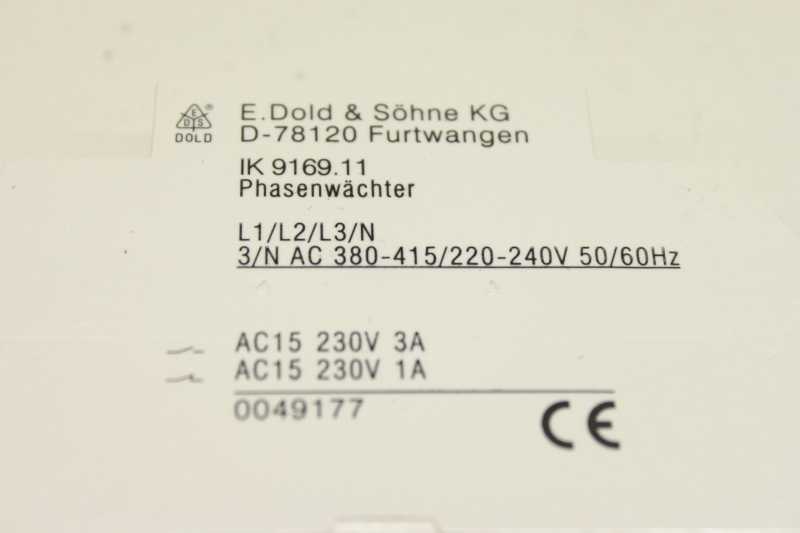 E
DS
®
DOLD
E.Dold & Söhne KG
D-78120 Furtwangen
IK 9169.11
Phasenwächter
L1/L2/L3/N
3/N AC 380-415/220-240V 50/60Hz
AC15 230V 3A
AC15 230V 1A
0049177
CE